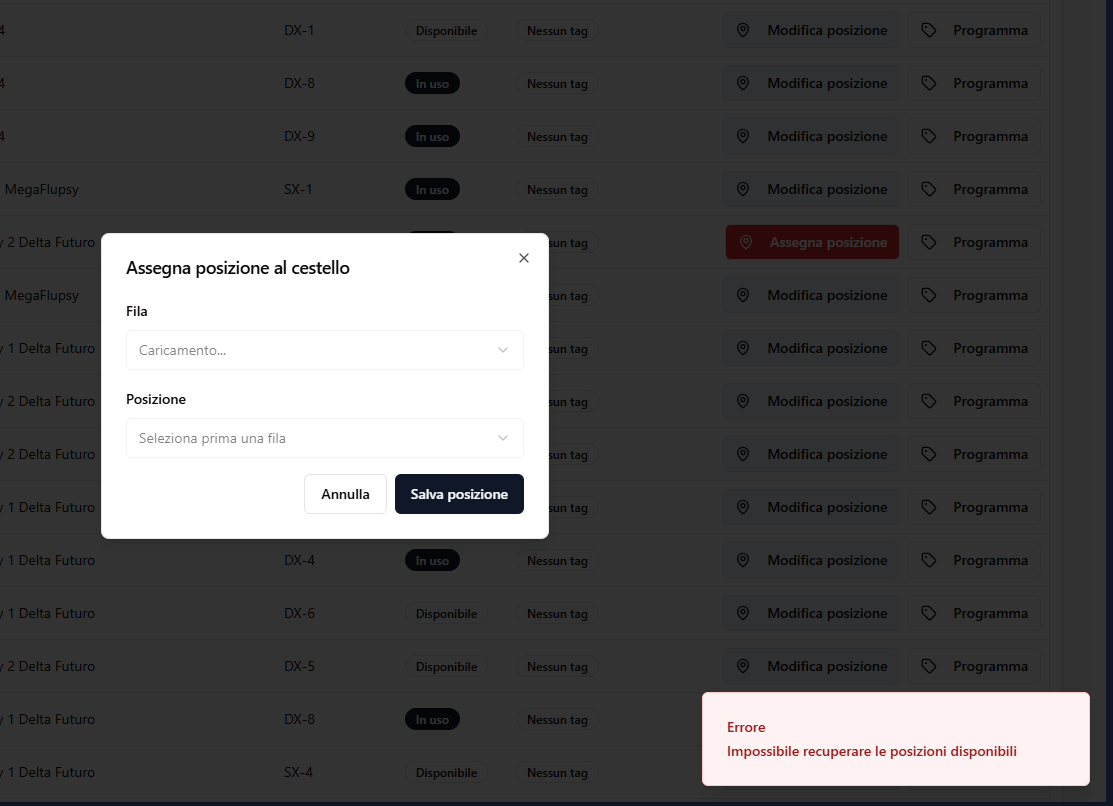 4 DX-1 Disponibile Nessun tag Modifica posizione Programma
4 DX-8 In uso Nessun tag Modifica posizione Programma
4 DX-9 In uso Nessun tag Modifica posizione Programma
MegaFlupsy SX-1 In uso Nessun tag Modifica posizione Programma
y 2 Delta Futuro sun tag Assegna posizione Programma
MegaFlupsy sun tag Modifica posizione Programma
y 1 Delta Futuro sun tag Modifica posizione Programma
y 2 Delta Futuro sun tag Modifica posizione Programma
y 2 Delta Futuro sun tag Modifica posizione Programma
y 1 Delta Futuro sun tag Modifica posizione Programma
y 1 Delta Futuro DX-4 In uso Nessun tag Modifica posizione Programma
y 1 Delta Futuro DX-6 Disponibile Nessun tag Modifica posizione Programma
y 2 Delta Futuro DX-5 Disponibile Nessun tag Modifica posizione Programma
y 1 Delta Futuro DX-8 In uso Nessun tag
y 1 Delta Futuro SX-4 Disponibile Nessun tag
Assegna posizione al cestello
Fila
Caricamento...
Posizione
Seleziona prima una fila
Annulla Salva posizione
Errore
Impossibile recuperare le posizioni disponibili